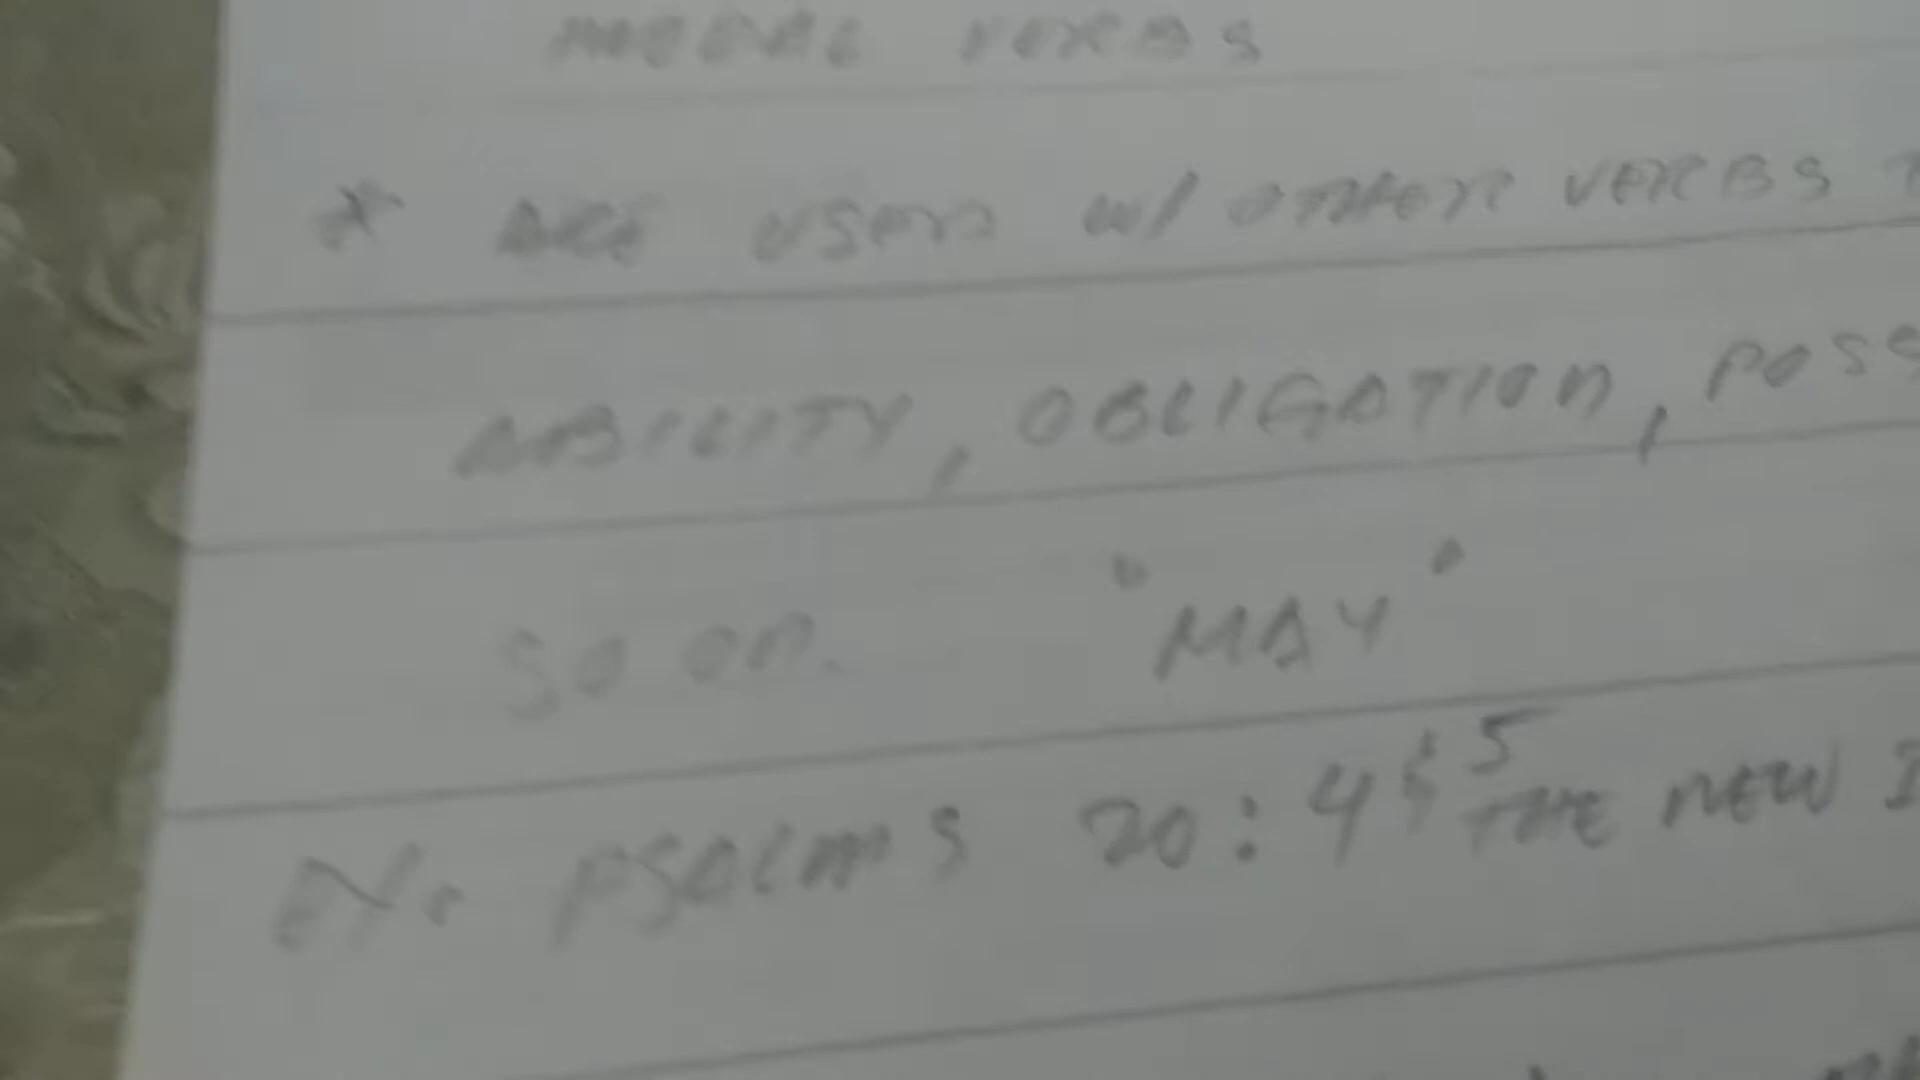 MODAL VERBS
* ARE USED w/ OTHER VERBS
ABILITY, OBLIGATION, POSS
SO ON. "MAY"
PSALMS 20:4 & 5 THE NEW I